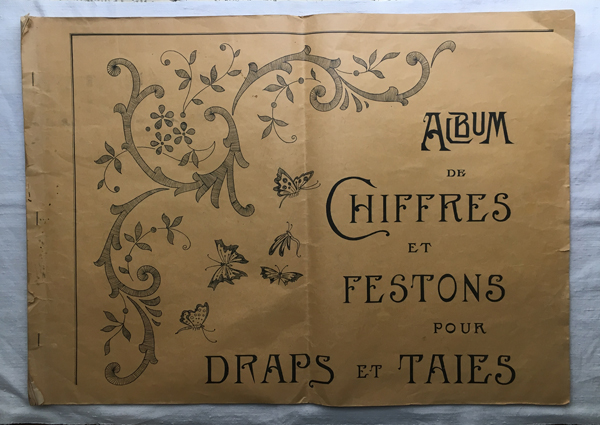 ALBUM
DE
CHIFFRES
ET
FESTONS
POUR
DRAPS ET TAIES